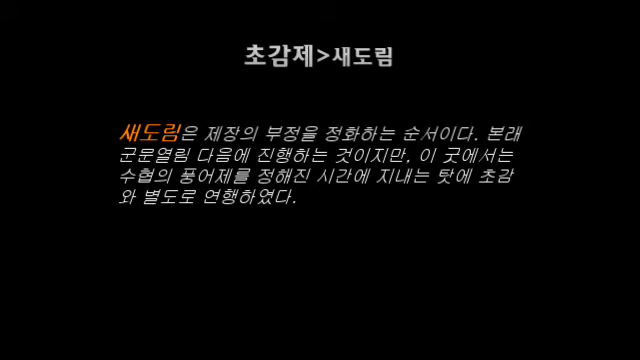 초감제>새도림
새도림은 제장의 부정을 정화하는 순서이다. 본래
군문열림 다음에 진행하는 것이지만, 이 굿에서는
수협의 풍어제를 정해진 시간에 지내는 탓에 초감
와 별도로 연행하였다.